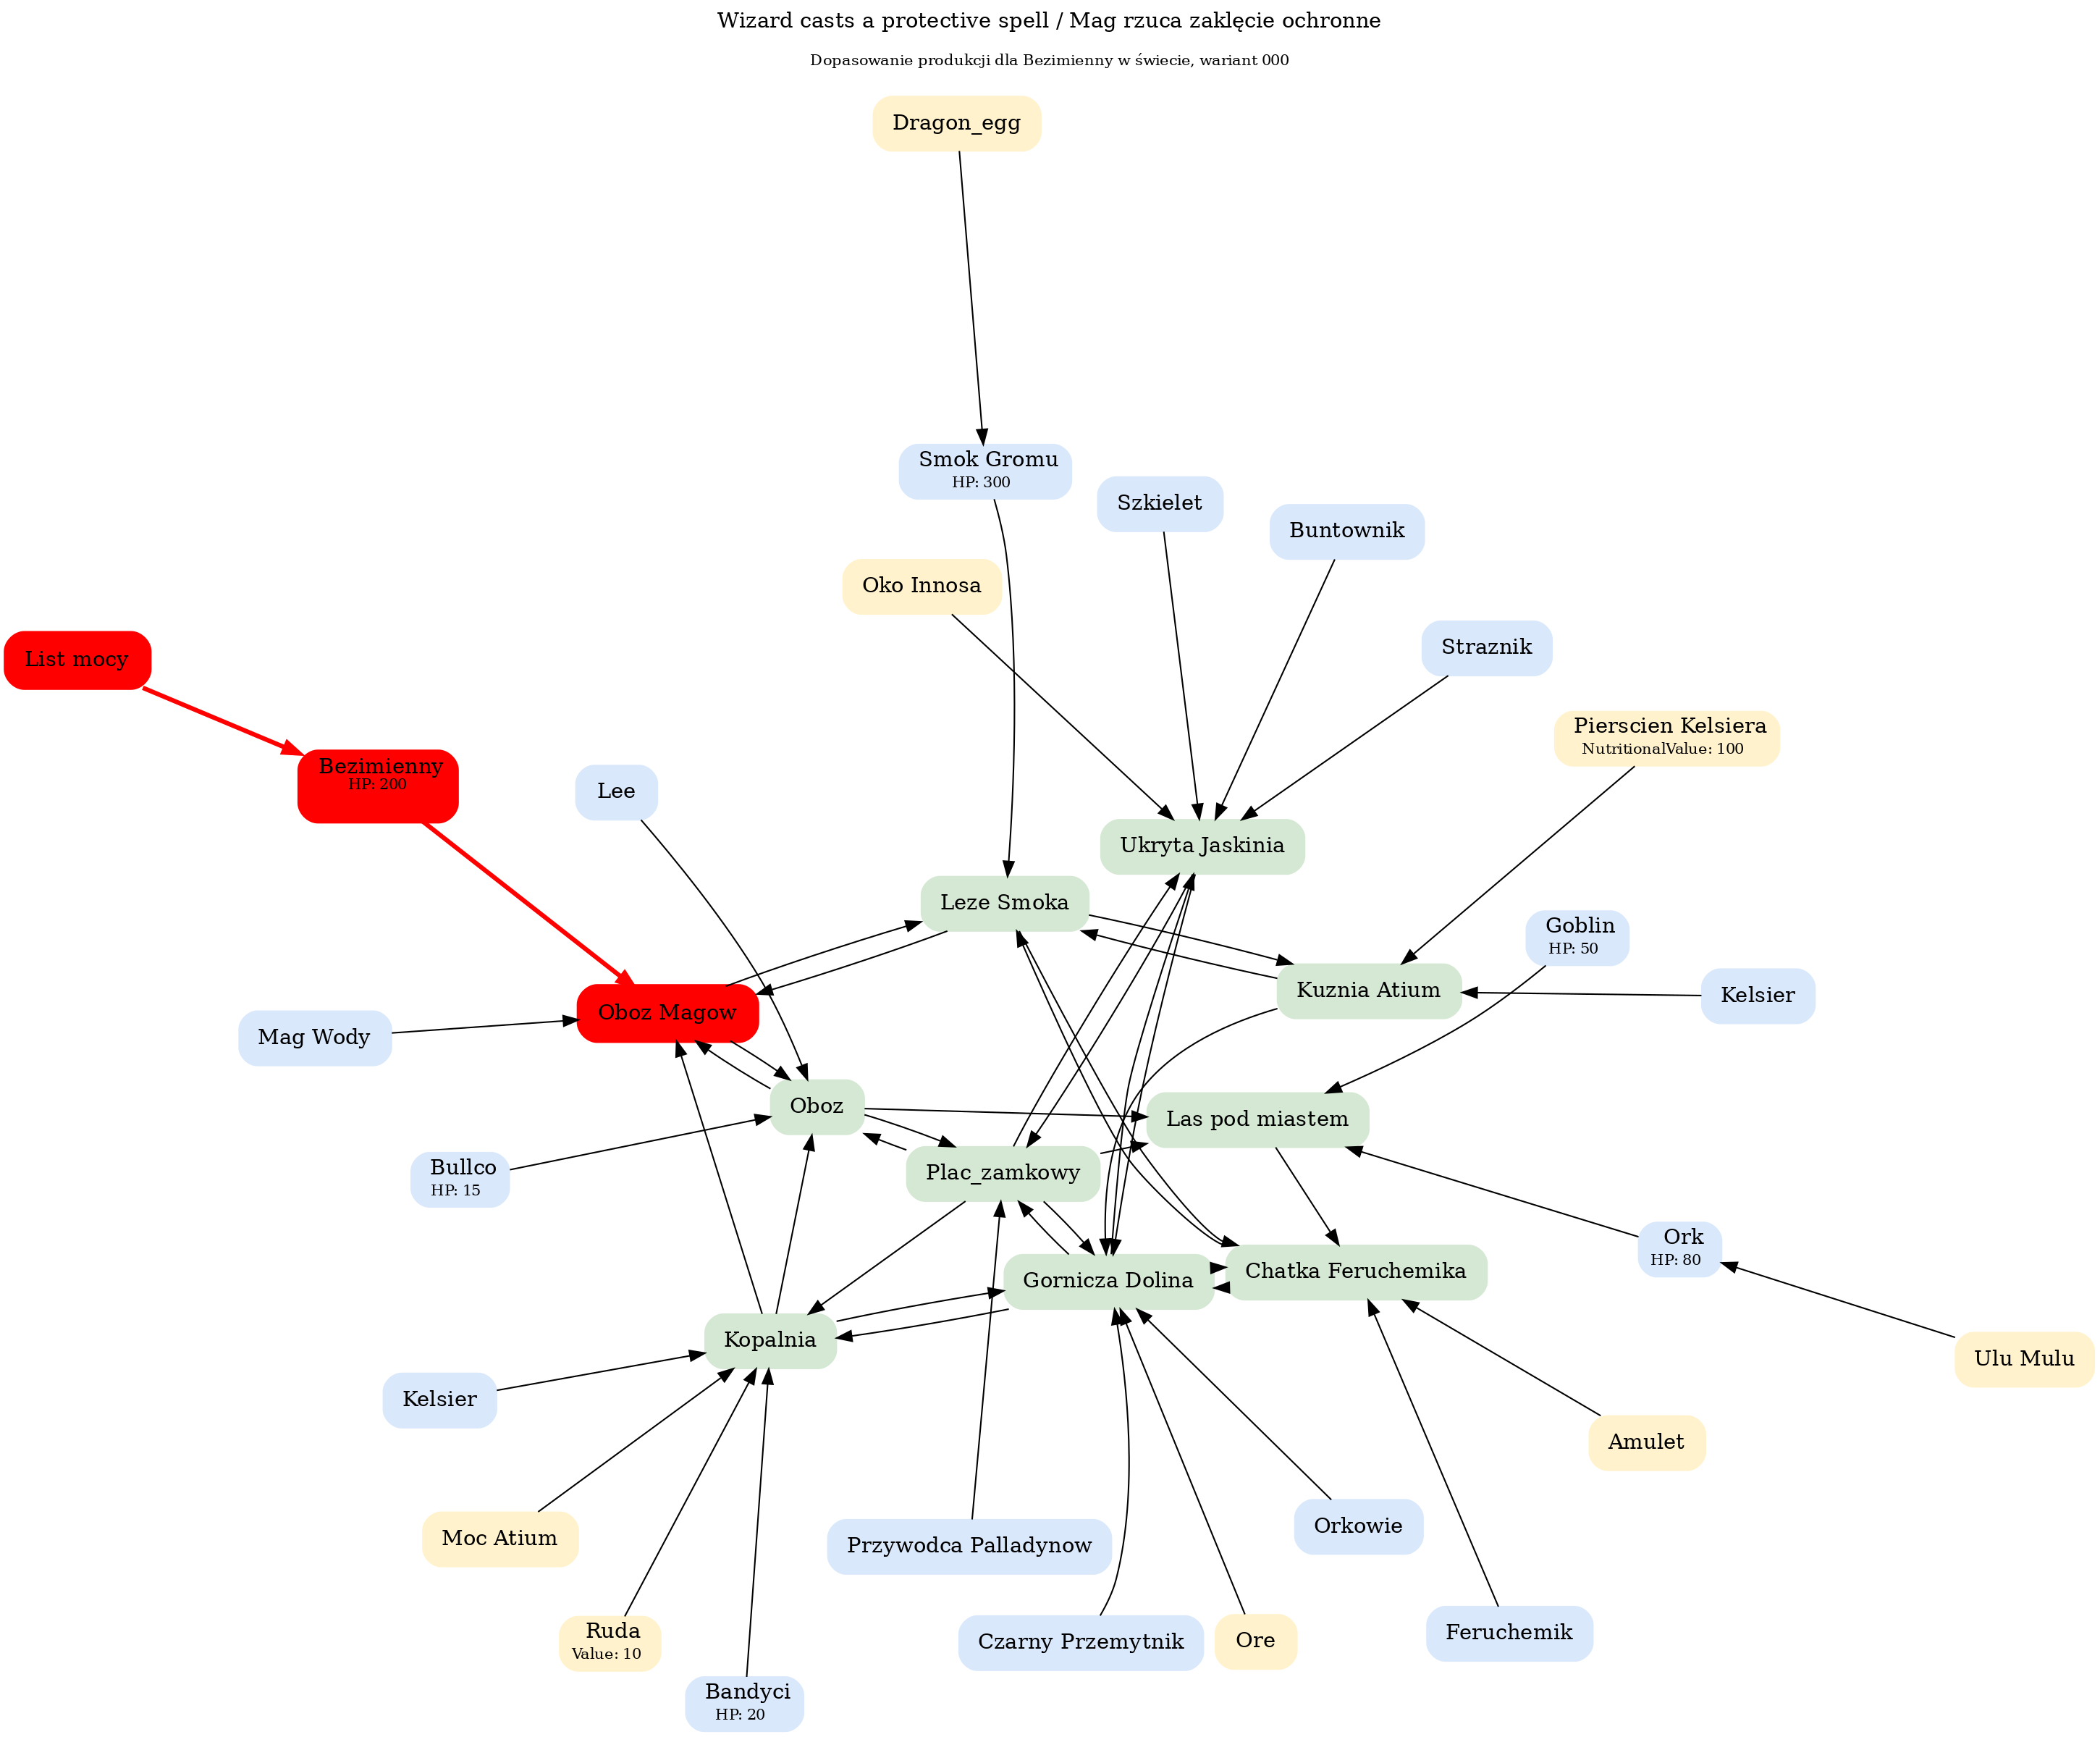 Wizard casts a protective spell / Mag rzuca zaklęcie ochronne
Dopasowanie produkcji dla Bezimienny w świecie, wariant 000
Dragon_egg
Smok Gromu
HP: 300
Szkielet
Buntownik
Oko Innosa
Straznik
List mocy
Pierscien Kelsiera
NutritionalValue: 100
Bezimienny
HP: 200
Lee
Ukryta Jaskinia
Leze Smoka
Goblin
HP: 50
Kuznia Atium
Kelsier
Oboz Magow
Mag Wody
Oboz
Las pod miastem
Bullco
HP: 15
Plac_zamkowy
Ork
HP: 80
Gornicza Dolina
Chatka Feruchemika
Kopalnia
Ulu Mulu
Kelsier
Amulet
Moc Atium
Przywodca Palladynow
Orkowie
Ruda
Value: 10
Czarny Przemytnik
Ore
Feruchemik
Bandyci
HP: 20